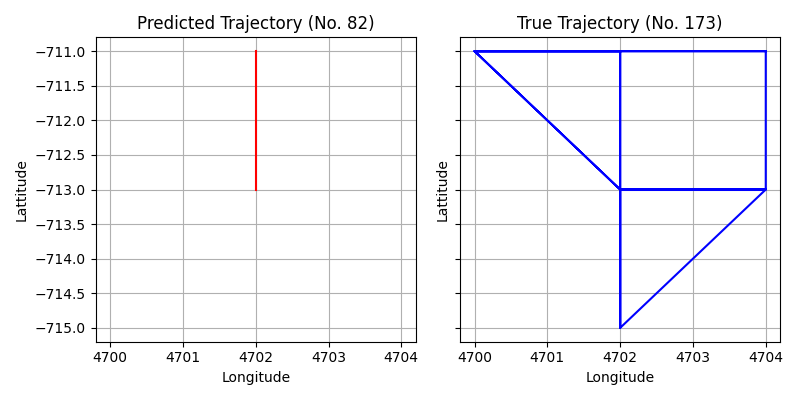 Predicted Trajectory (No. 82)
True Trajectory (No. 173)
−711.0
−711.5
−712.0
−712.5
−713.0
−713.5
−714.0
−714.5
−715.0
Lattitude
Lattitude
4700 4701 4702 4703 4704
4700 4701 4702 4703 4704
Longitude
Longitude